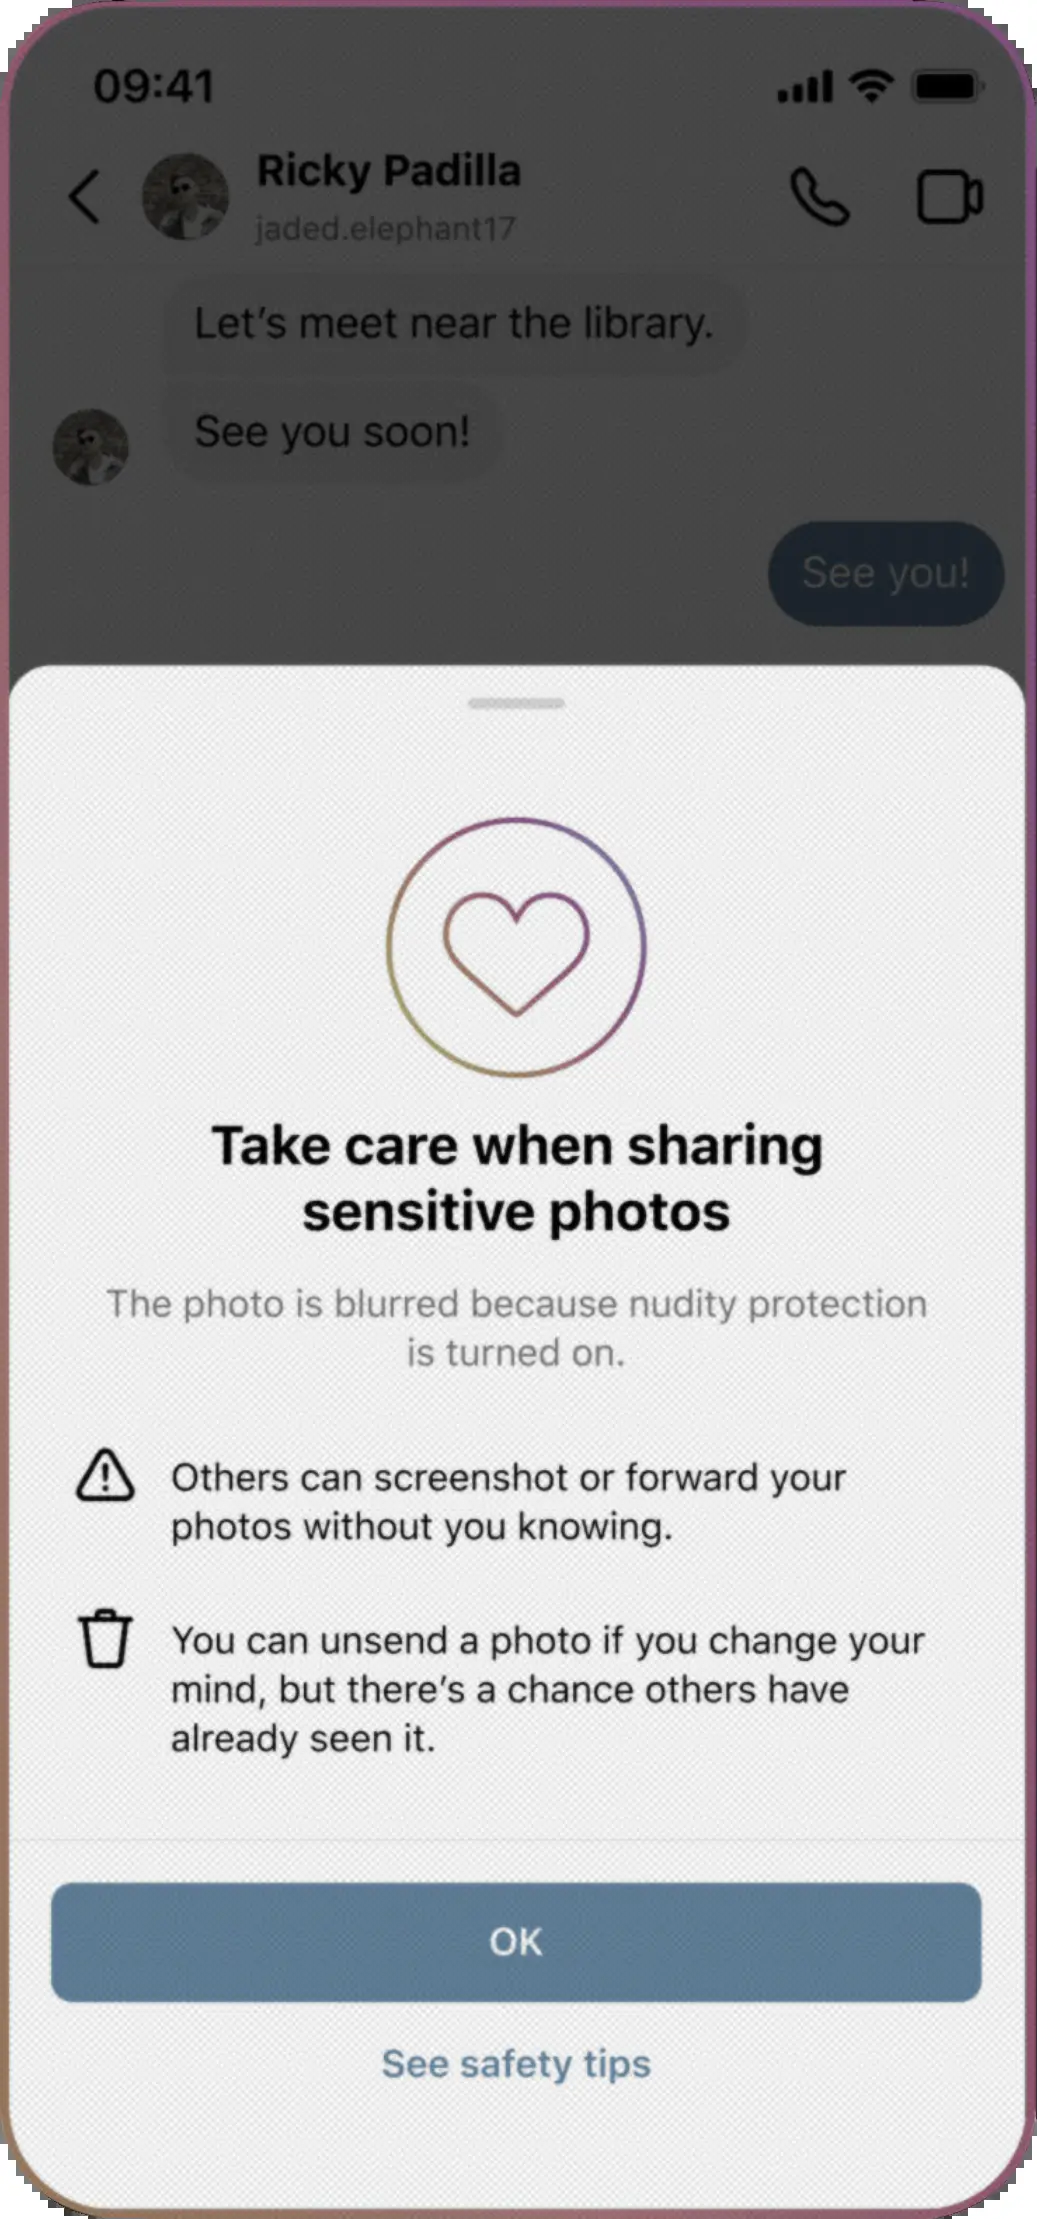 09:41
Ricky Padilla
jaded.elephant17
Let's meet near the library.
See you soon!
See you!
Take care when sharing
sensitive photos
The photo is blurred because nudity protection
is turned on.
Others can screenshot or forward your
photos without you knowing.
You can unsend a photo if you change your
mind, but there's a chance others have
already seen it.
OK
See safety tips